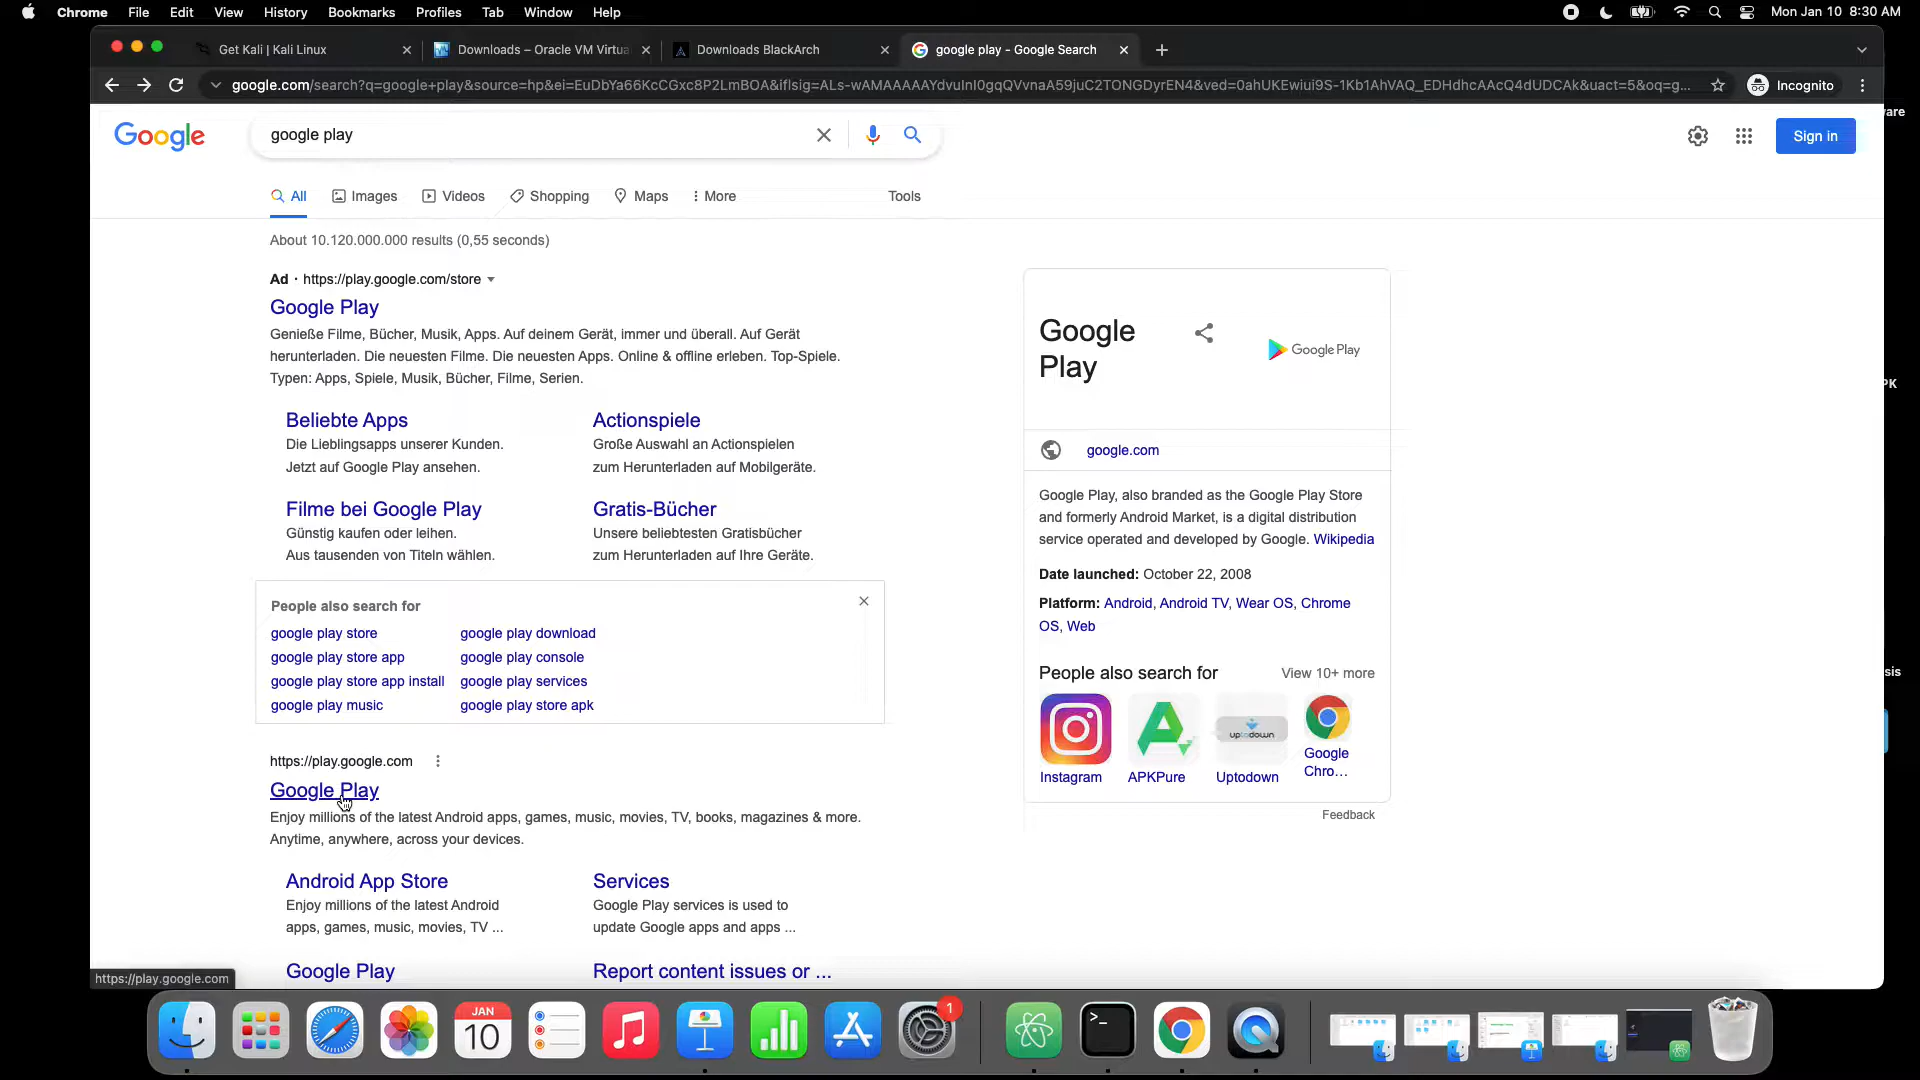 Chrome File Edit View History Bookmarks Profiles Tab Window Help Mon Jan 10 8:30 AM
Get Kali | Kali Linux Downloads – Oracle VM Virtua Downloads BlackArch google play - Google Search
google.com/search?q=google+play&source=hp&ei=EuDbYa66KcCGxc8P2LmBOA&iflsig=ALs-wAMAAAAAYdvuInI0gqQVvnaA59juC2TONGDyrEN4&ved=0ahUKEwiui9S-1Kb1AhVAQ_EDHdhcAAcQ4dUDCAk&uact=5&oq=g... Incognito
Google google play Sign in
All Images Videos Shopping Maps More Tools
About 10.120.000.000 results (0,55 seconds)
Ad · https://play.google.com/store
Google Play
Genieße Filme, Bücher, Musik, Apps. Auf deinem Gerät, immer und überall. Auf Gerät
herunterladen. Die neuesten Filme. Die neuesten Apps. Online & offline erleben. Top-Spiele.
Typen: Apps, Spiele, Musik, Bücher, Filme, Serien.
Beliebte Apps
Die Lieblingsapps unserer Kunden.
Jetzt auf Google Play ansehen.
Actionspiele
Große Auswahl an Actionspielen
zum Herunterladen auf Mobilgeräte.
Filme bei Google Play
Günstig kaufen oder leihen.
Aus tausenden von Titeln wählen.
Gratis-Bücher
Unsere beliebtesten Gratisbücher
zum Herunterladen auf Ihre Geräte.
People also search for
google play store google play download
google play store app google play console
google play store app install google play services
google play music google play store apk
https://play.google.com
Google Play
Enjoy millions of the latest Android apps, games, music, movies, TV, books, magazines & more.
Anytime, anywhere, across your devices.
Android App Store
Enjoy millions of the latest Android
apps, games, music, movies, TV ...
Services
Google Play services is used to
update Google apps and apps ...
Google Play
Report content issues or ...
https://play.google.com
Google
Play
Google Play
google.com
Google Play, also branded as the Google Play Store
and formerly Android Market, is a digital distribution
service operated and developed by Google. Wikipedia
Date launched: October 22, 2008
Platform: Android, Android TV, Wear OS, Chrome
OS, Web
People also search for View 10+ more
uptodown
Instagram APKPure Uptodown Google
Chro...
Feedback
are
PK
sis
JAN
10
1